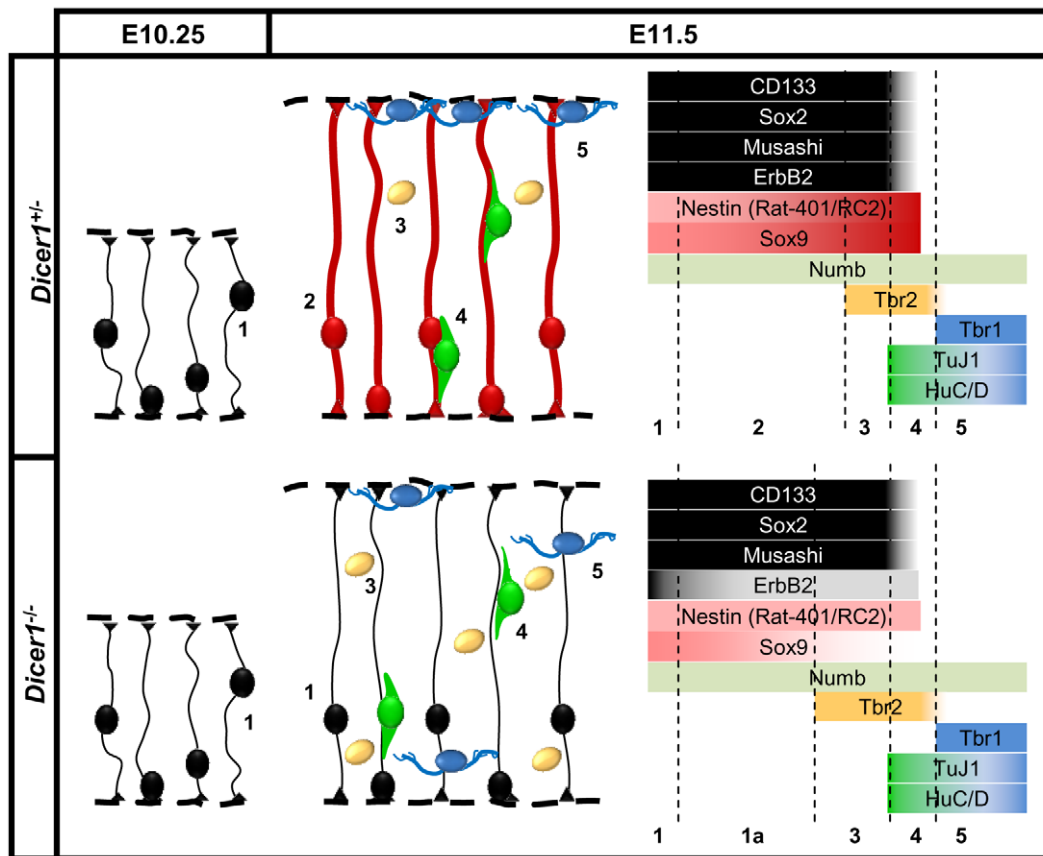 E10.25
E11.5
Dicer1+/-
1
2
3
4
5
CD133
Sox2
Musashi
ErbB2
Nestin (Rat-401/RC2)
Sox9
Numb
Tbr2
Tbr1
TuJ1
HuC/D
1 2 3 4 5
Dicer1-/-
1
1
3
4
5
CD133
Sox2
Musashi
ErbB2
Nestin (Rat-401/RC2)
Sox9
Numb
Tbr2
Tbr1
TuJ1
HuC/D
1 1a 3 4 5